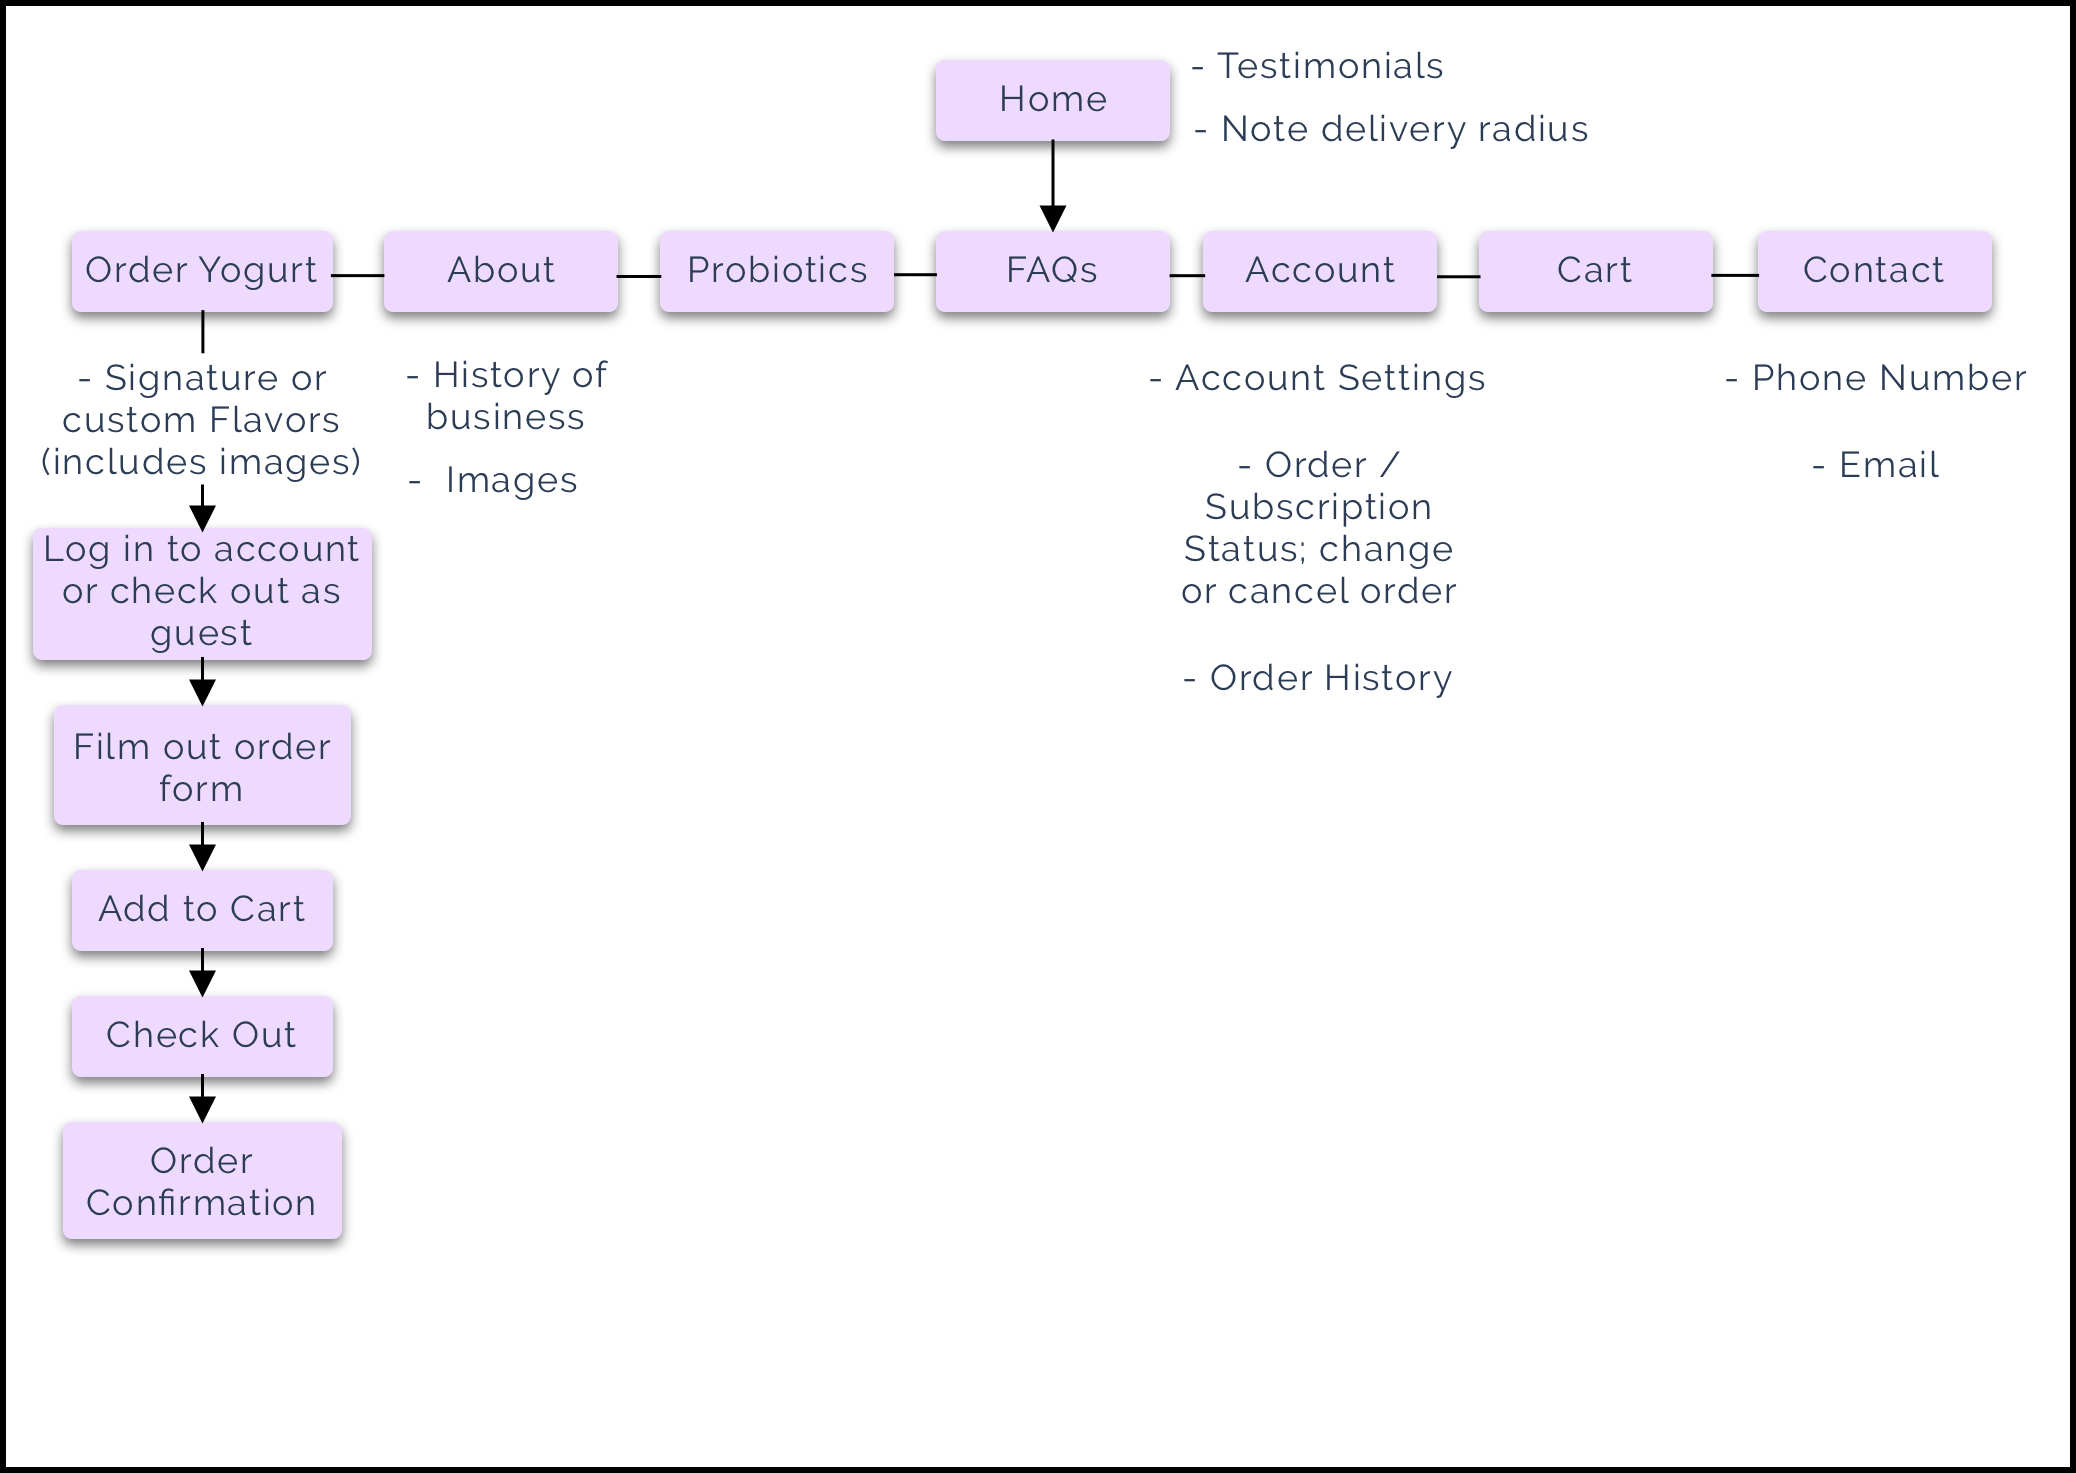 Home
- Testimonials
- Note delivery radius
Order Yogurt
About
Probiotics
FAQs
Account
Cart
Contact
- Signature or
custom Flavors
(includes images)
- History of
business
- Images
- Account Settings
- Order /
Subscription
Status; change
or cancel order
- Order History
- Phone Number
- Email
Log in to account
or check out as
guest
Film out order
form
Add to Cart
Check Out
Order
Confirmation